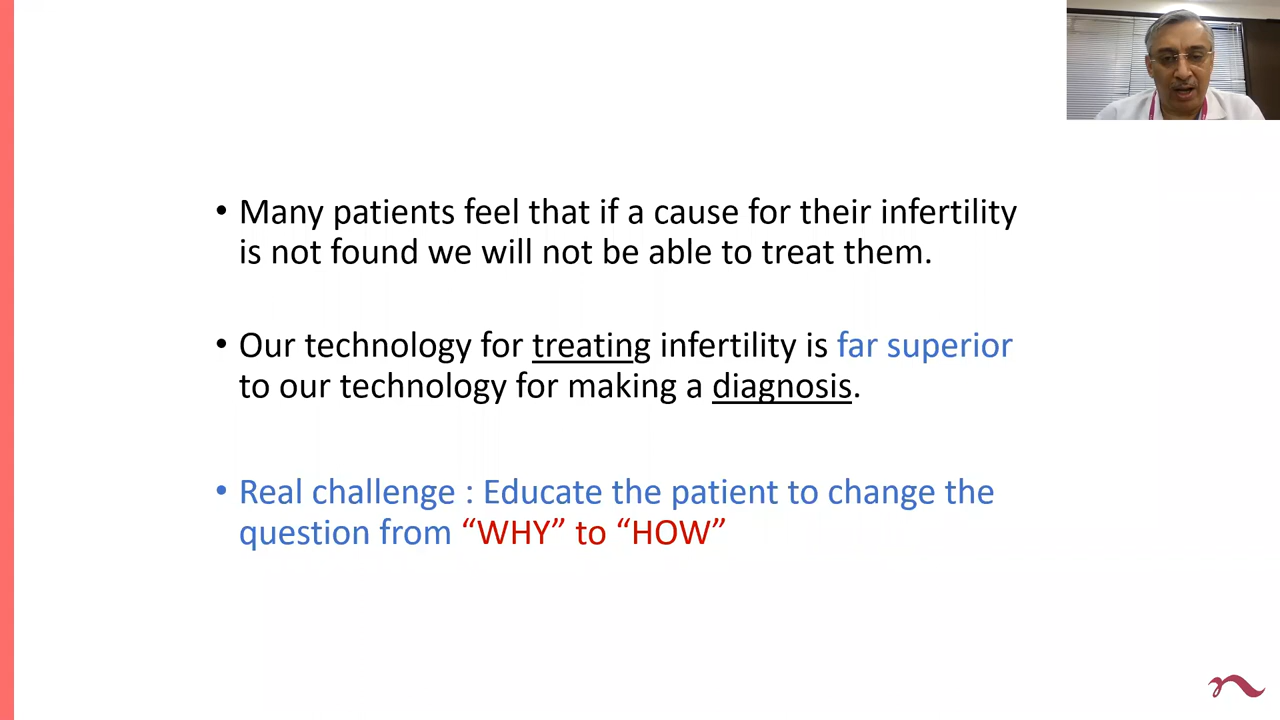 • Many patients feel that if a cause for their infertility
is not found we will not be able to treat them.
• Our technology for treating infertility is far superior
to our technology for making a diagnosis.
• Real challenge : Educate the patient to change the
question from “WHY” to “HOW”